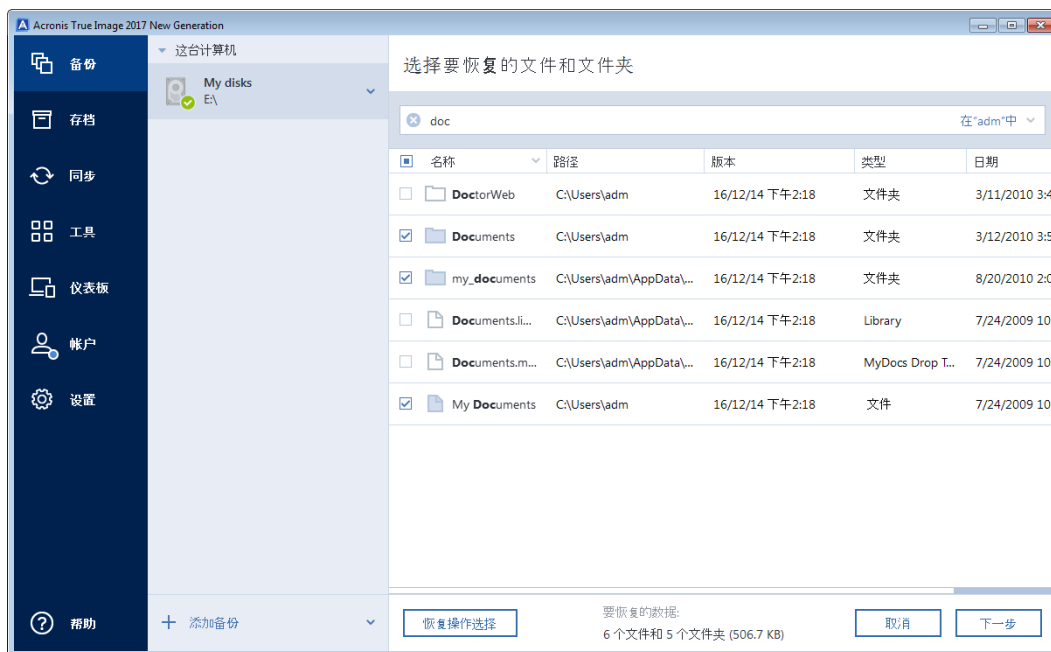 Acronis True Image 2017 New Generation
备份
存档
同步
工具
仪表板
帐户
设置
帮助
这台计算机
My disks
E:\
添加备份
选择要恢复的文件和文件夹
doc 在"adm"中
名称 路径 版本 类型 日期
DoctorWeb C:\Users\adm 16/12/14 下午2:18 文件夹 3/11/2010 3:4
Documents C:\Users\adm 16/12/14 下午2:18 文件夹 3/12/2010 3:5
my_documents C:\Users\adm\AppData\... 16/12/14 下午2:18 文件夹 8/20/2010 2:0
Documents.li... C:\Users\adm\AppData\... 16/12/14 下午2:18 Library 7/24/2009 10
Documents.m... C:\Users\adm\AppData\... 16/12/14 下午2:18 MyDocs Drop T... 7/24/2009 10
My Documents C:\Users\adm 16/12/14 下午2:18 文件 7/24/2009 10
恢复操作选择
要恢复的数据:
6 个文件和 5 个文件夹 (506.7 KB)
取消
下一步